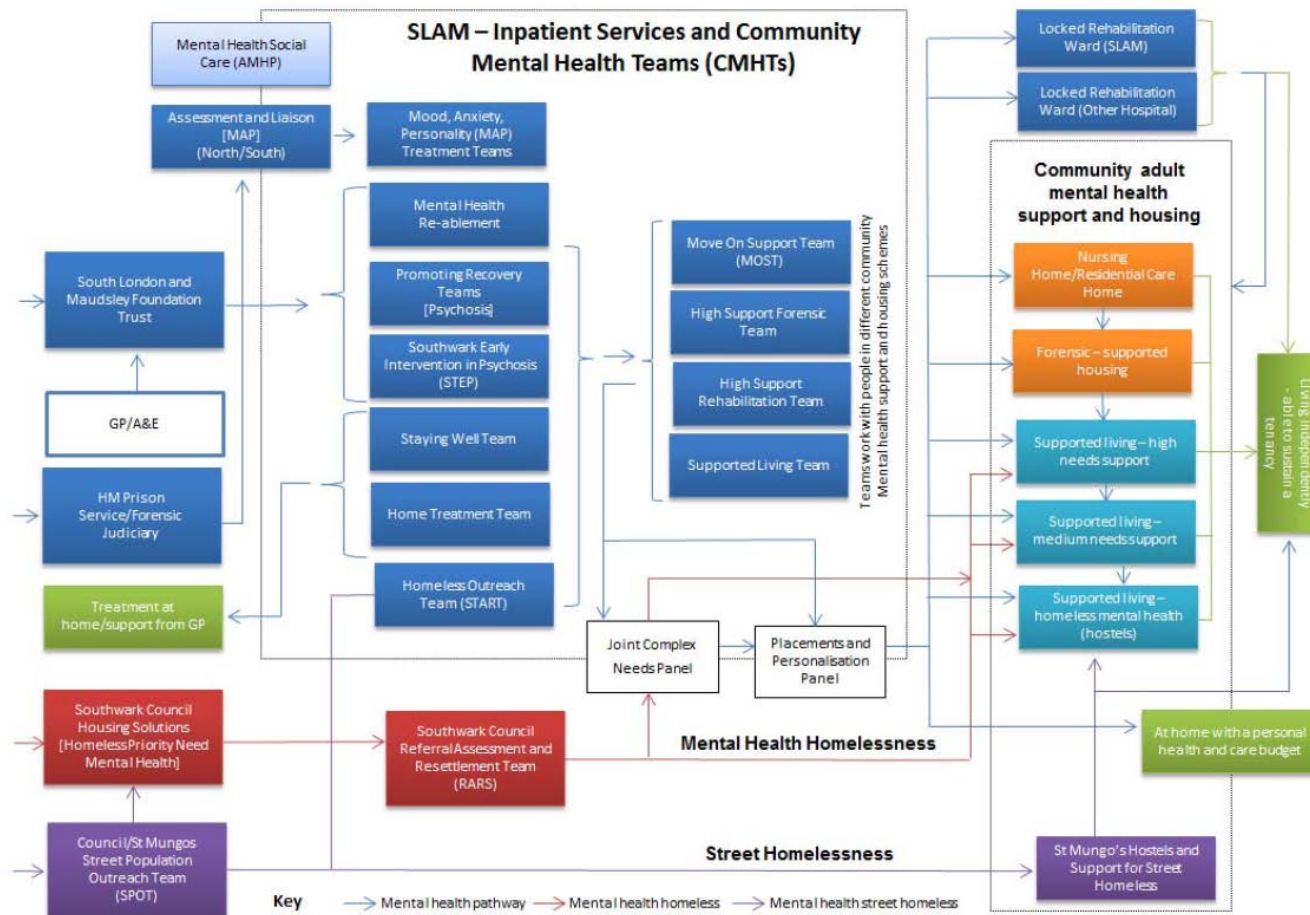 SLAM – Inpatient Services and Community
Mental Health Teams (CMHTs)
Mental Health Social
Care (AMHP)
Assessment and Liaison
[MAP]
(North/South)
Mood, Anxiety,
Personality (MAP)
Treatment Teams
Mental Health
Re-ablement
Promoting Recovery
Teams
[Psychosis]
Southwark Early
Intervention in Psychosis
(STEP)
Staying Well Team
Home Treatment Team
Homeless Outreach
Team (START)
South London and
Maudsley Foundation
Trust
GP/A&E
HM Prison
Service/Forensic
Judiciary
Treatment at
home/support from GP
Southwark Council
Housing Solutions
[Homeless Priority Need
Mental Health]
Council/St Mungos
Street Population
Outreach Team
(SPOT)
Move On Support Team
(MOST)
High Support Forensic
Team
High Support
Rehabilitation Team
Supported Living Team
Teams work with people in different community
Mental health support and housing schemes
Joint Complex
Needs Panel
Placements and
Personalisation
Panel
Southwark Council
Referral Assessment and
Resettlement Team
(RARS)
Mental Health Homelessness
Street Homelessness
Locked Rehabilitation
Ward (SLAM)
Locked Rehabilitation
Ward (Other Hospital)
Community adult
mental health
support and housing
Nursing
Home/Residential Care
Home
Forensic – supported
housing
Supported living – high
needs support
Supported living –
medium needs support
Supported living –
homeless mental health
(hostels)
Living Independently
- able to sustain a
tenancy
At home with a personal
health and care budget
St Mungo's Hostels and
Support for Street
Homeless
Key
Mental health pathway
Mental health homeless
Mental health street homeless